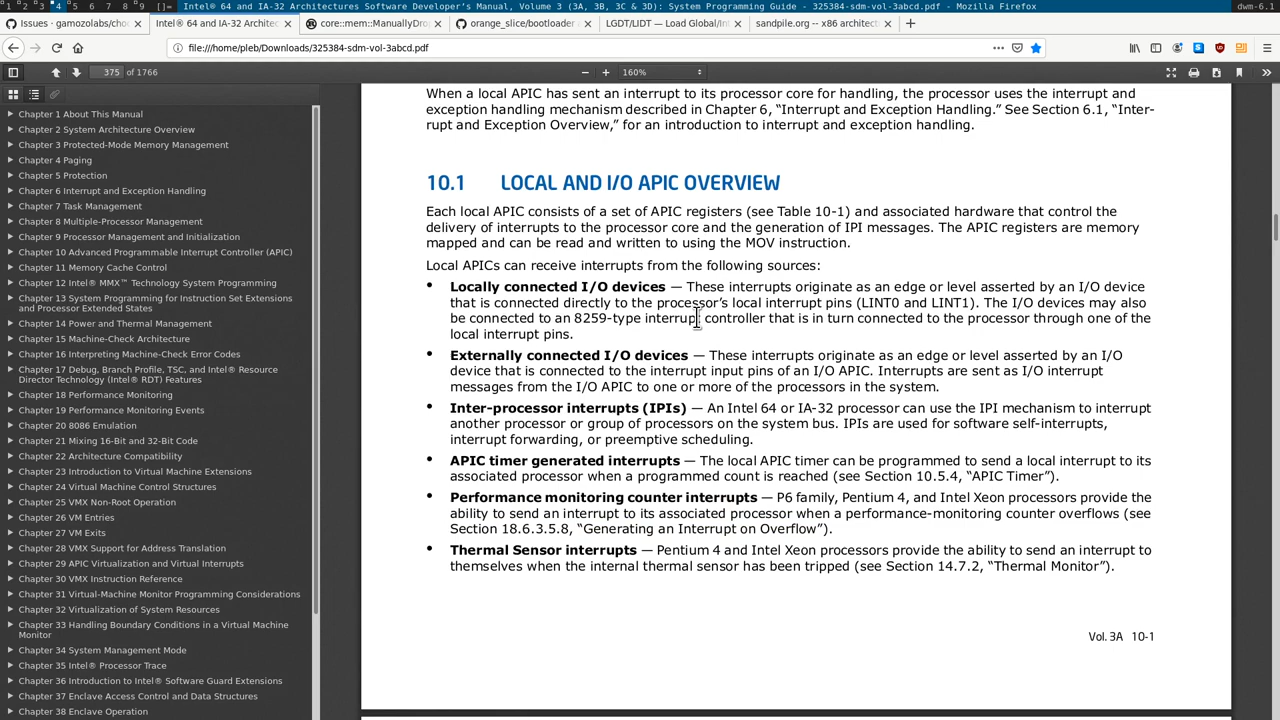 1 2 3 4 5 6 7 8 9 []= Intel® 64 and IA-32 Architectures Software Developer's Manual, Volume 3 (3A, 3B, 3C & 3D): System Programming Guide - 325384-sdm-vol-3abcd.pdf - Mozilla Firefox dwm-6.1
Issues · gamozolabs/cho
Intel® 64 and IA-32 Architec
core::mem::ManuallyDro
orange_slice/bootloader
LGDT/LIDT — Load Global/Int
sandpile.org -- x86 architect
file:///home/pleb/Downloads/325384-sdm-vol-3abcd.pdf
375 of 1766
160%
Chapter 1 About This Manual
Chapter 2 System Architecture Overview
Chapter 3 Protected-Mode Memory Management
Chapter 4 Paging
Chapter 5 Protection
Chapter 6 Interrupt and Exception Handling
Chapter 7 Task Management
Chapter 8 Multiple-Processor Management
Chapter 9 Processor Management and Initialization
Chapter 10 Advanced Programmable Interrupt Controller (APIC)
Chapter 11 Memory Cache Control
Chapter 12 Intel® MMX™ Technology System Programming
Chapter 13 System Programming for Instruction Set Extensions
and Processor Extended States
Chapter 14 Power and Thermal Management
Chapter 15 Machine-Check Architecture
Chapter 16 Interpreting Machine-Check Error Codes
Chapter 17 Debug, Branch Profile, TSC, and Intel® Resource
Director Technology (Intel® RDT) Features
Chapter 18 Performance Monitoring
Chapter 19 Performance Monitoring Events
Chapter 20 8086 Emulation
Chapter 21 Mixing 16-Bit and 32-Bit Code
Chapter 22 Architecture Compatibility
Chapter 23 Introduction to Virtual Machine Extensions
Chapter 24 Virtual Machine Control Structures
Chapter 25 VMX Non-Root Operation
Chapter 26 VM Entries
Chapter 27 VM Exits
Chapter 28 VMX Support for Address Translation
Chapter 29 APIC Virtualization and Virtual Interrupts
Chapter 30 VMX Instruction Reference
Chapter 31 Virtual-Machine Monitor Programming Considerations
Chapter 32 Virtualization of System Resources
Chapter 33 Handling Boundary Conditions in a Virtual Machine
Monitor
Chapter 34 System Management Mode
Chapter 35 Intel® Processor Trace
Chapter 36 Introduction to Intel® Software Guard Extensions
Chapter 37 Enclave Access Control and Data Structures
Chapter 38 Enclave Operation
When a local APIC has sent an interrupt to its processor core for handling, the processor uses the interrupt and
exception handling mechanism described in Chapter 6, “Interrupt and Exception Handling.” See Section 6.1, “Inter-
rupt and Exception Overview,” for an introduction to interrupt and exception handling.
10.1 LOCAL AND I/O APIC OVERVIEW
Each local APIC consists of a set of APIC registers (see Table 10-1) and associated hardware that control the
delivery of interrupts to the processor core and the generation of IPI messages. The APIC registers are memory
mapped and can be read and written to using the MOV instruction.
Local APICs can receive interrupts from the following sources:
• Locally connected I/O devices — These interrupts originate as an edge or level asserted by an I/O device
that is connected directly to the processor’s local interrupt pins (LINT0 and LINT1). The I/O devices may also
be connected to an 8259-type interrupt controller that is in turn connected to the processor through one of the
local interrupt pins.
• Externally connected I/O devices — These interrupts originate as an edge or level asserted by an I/O
device that is connected to the interrupt input pins of an I/O APIC. Interrupts are sent as I/O interrupt
messages from the I/O APIC to one or more of the processors in the system.
• Inter-processor interrupts (IPIs) — An Intel 64 or IA-32 processor can use the IPI mechanism to interrupt
another processor or group of processors on the system bus. IPIs are used for software self-interrupts,
interrupt forwarding, or preemptive scheduling.
• APIC timer generated interrupts — The local APIC timer can be programmed to send a local interrupt to its
associated processor when a programmed count is reached (see Section 10.5.4, “APIC Timer”).
• Performance monitoring counter interrupts — P6 family, Pentium 4, and Intel Xeon processors provide the
ability to send an interrupt to its associated processor when a performance-monitoring counter overflows (see
Section 18.6.3.5.8, “Generating an Interrupt on Overflow”).
• Thermal Sensor interrupts — Pentium 4 and Intel Xeon processors provide the ability to send an interrupt to
themselves when the internal thermal sensor has been tripped (see Section 14.7.2, “Thermal Monitor”).
Vol. 3A 10-1